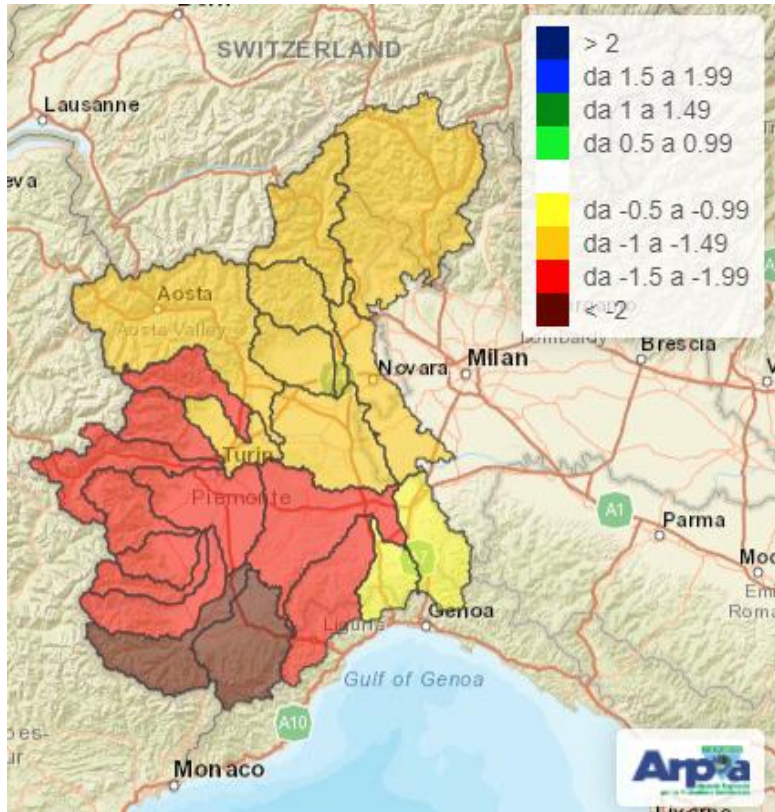 Bern
SWITZERLAND
Lausanne
eva
Aosta
Aosta Valley
Novara
Milan
Lombardy
Brescia
Turin
Piemonte
A1
Parma
Liguria
Genoa
Gulf of Genoa
A10
Monaco
> 2
da 1.5 a 1.99
da 1 a 1.49
da 0.5 a 0.99
da -0.5 a -0.99
da -1 a -1.49
da -1.5 a -1.99
< -2
Arpa